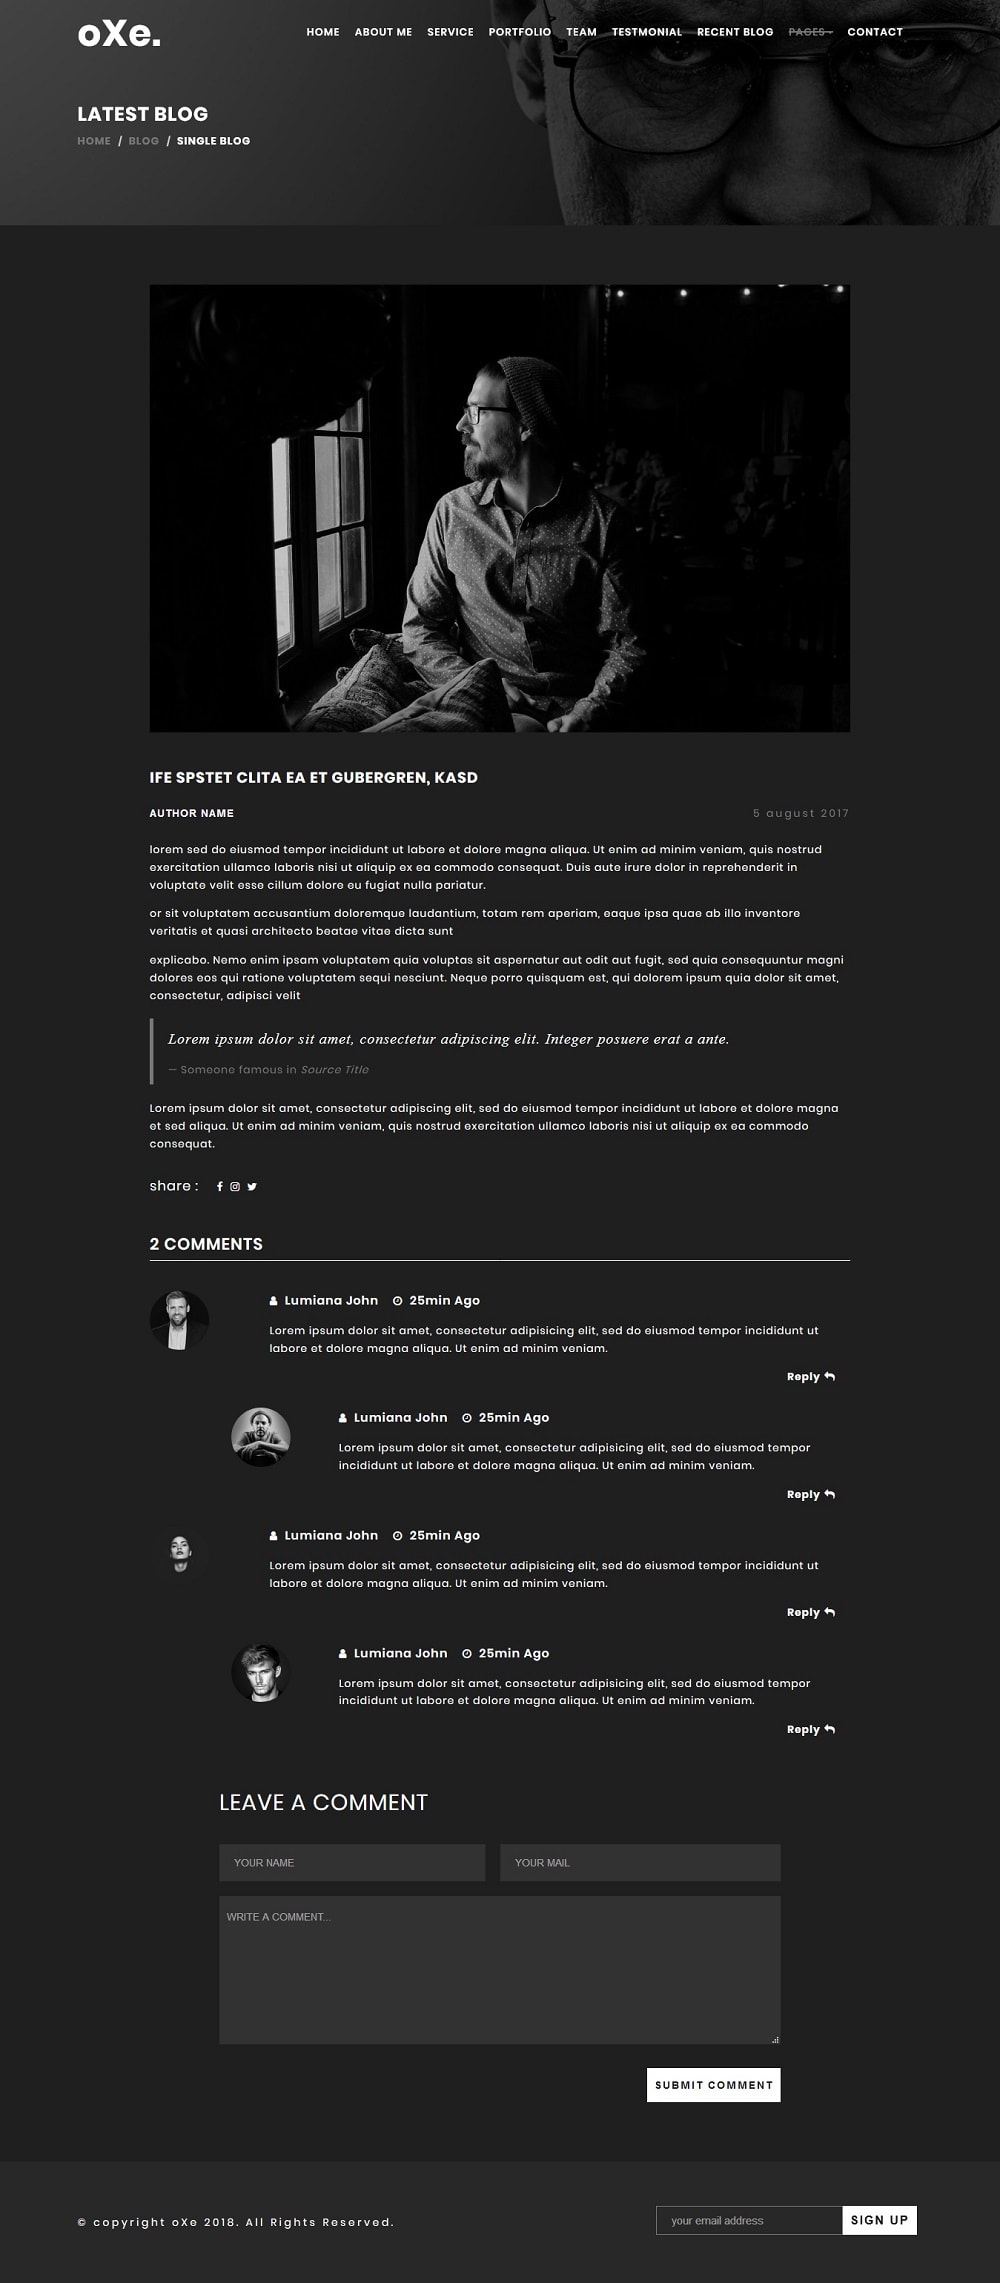 oXe.
HOME ABOUT ME SERVICE PORTFOLIO TEAM TESTMONIAL RECENT BLOG PAGES CONTACT
LATEST BLOG
HOME / BLOG / SINGLE BLOG
IFE SPSTET CLITA EA ET GUBERGREN, KASD
AUTHOR NAME
5 august 2017
lorem sed do eiusmod tempor incididunt ut labore et dolore magna aliqua. Ut enim ad minim veniam, quis nostrud
exercitation ullamco laboris nisi ut aliquip ex ea commodo consequat. Duis aute irure dolor in reprehenderit in
voluptate velit esse cillum dolore eu fugiat nulla pariatur.
or sit voluptatem accusantium doloremque laudantium, totam rem aperiam, eaque ipsa quae ab illo inventore
veritatis et quasi architecto beatae vitae dicta sunt
explicabo. Nemo enim ipsam voluptatem quia voluptas sit aspernatur aut odit aut fugit, sed quia consequuntur magni
dolores eos qui ratione voluptatem sequi nesciunt. Neque porro quisquam est, qui dolorem ipsum quia dolor sit amet,
consectetur, adipisci velit
Lorem ipsum dolor sit amet, consectetur adipiscing elit. Integer posuere erat a ante.
— Someone famous in Source Title
Lorem ipsum dolor sit amet, consectetur adipiscing elit, sed do eiusmod tempor incididunt ut labore et dolore magna
et sed aliqua. Ut enim ad minim veniam, quis nostrud exercitation ullamco laboris nisi ut aliquip ex ea commodo
consequat.
share :
2 COMMENTS
Lumiana John 25min Ago
Lorem ipsum dolor sit amet, consectetur adipisicing elit, sed do eiusmod tempor incididunt ut
labore et dolore magna aliqua. Ut enim ad minim veniam.
Reply
Lumiana John 25min Ago
Lorem ipsum dolor sit amet, consectetur adipisicing elit, sed do eiusmod tempor
incididunt ut labore et dolore magna aliqua. Ut enim ad minim veniam.
Reply
Lumiana John 25min Ago
Lorem ipsum dolor sit amet, consectetur adipisicing elit, sed do eiusmod tempor incididunt ut
labore et dolore magna aliqua. Ut enim ad minim veniam.
Reply
Lumiana John 25min Ago
Lorem ipsum dolor sit amet, consectetur adipisicing elit, sed do eiusmod tempor
incididunt ut labore et dolore magna aliqua. Ut enim ad minim veniam.
Reply
LEAVE A COMMENT
YOUR NAME
YOUR MAIL
WRITE A COMMENT...
SUBMIT COMMENT
© copyright oXe 2018. All Rights Reserved.
your email address
SIGN UP